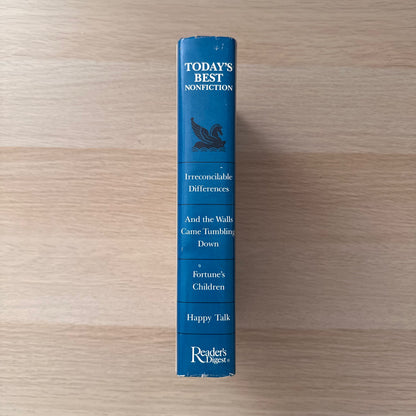 TODAY'S
BEST
NONFICTION
Irreconcilable
Differences
And the Walls
Came Tumbling
Down
Fortune's
Children
Happy Talk
Reader's
Digest®